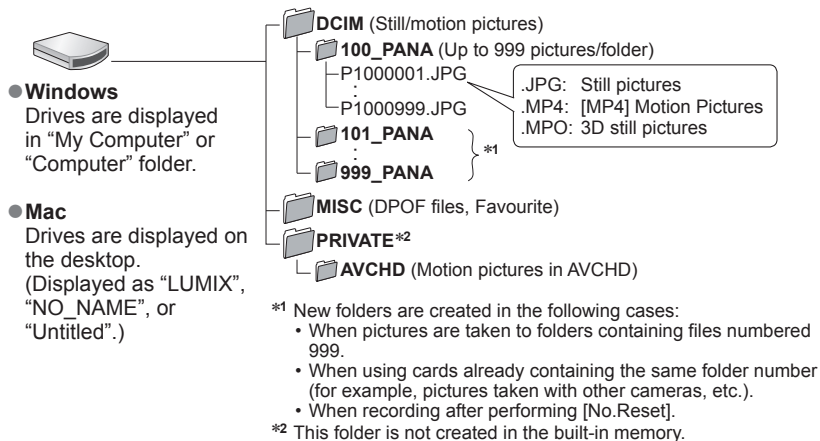 ●Windows
Drives are displayed
in “My Computer” or
“Computer” folder.
●Mac
Drives are displayed on
the desktop.
(Displayed as “LUMIX”,
“NO_NAME”, or
“Untitled”.)
DCIM (Still/motion pictures)
100_PANA (Up to 999 pictures/folder)
P1000001.JPG
:
P1000999.JPG
.JPG: Still pictures
.MP4: [MP4] Motion Pictures
.MPO: 3D still pictures
101_PANA
:
*1
999_PANA
MISC (DPOF files, Favourite)
PRIVATE*2
AVCHD (Motion pictures in AVCHD)
*1 New folders are created in the following cases:
• When pictures are taken to folders containing files numbered
999.
• When using cards already containing the same folder number
(for example, pictures taken with other cameras, etc.).
• When recording after performing [No.Reset].
*2 This folder is not created in the built-in memory.